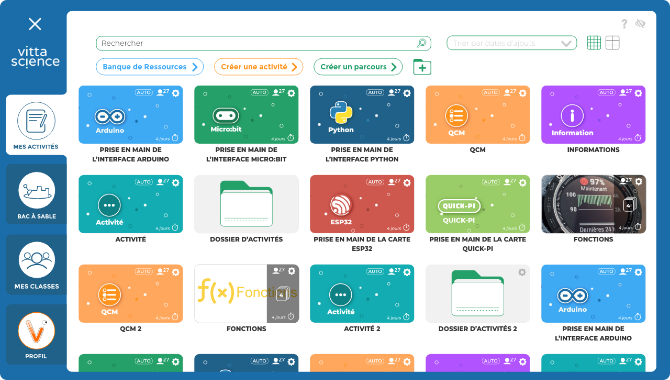 vitta
science
Rechercher
Trier par dates d'ajouts
Banque de Ressources
Créer une activité
Créer un parcours
MES ACTIVITÉS
BAC À SABLE
MES CLASSES
PROFIL
AUTO 27
Arduino
4 jours
PRISE EN MAIN DE
L'INTERFACE ARDUINO
AUTO 27
Micro:bit
4 jours
PRISE EN MAIN DE
L'INTERFACE MICRO:BIT
AUTO 27
Python
4 jours
PRISE EN MAIN DE
L'INTERFACE PYTHON
AUTO 27
QCM
4 jours
QCM
AUTO 27
Information
4 jours
INFORMATIONS
AUTO 27
Activité
4 jours
ACTIVITÉ
DOSSIER D'ACTIVITÉS
AUTO 27
ESP32
4 jours
PRISE EN MAIN DE LA CARTE
ESP32
AUTO 27
QUICK-PI
QUICK-PI
4 jours
PRISE EN MAIN DE LA CARTE
QUICK-PI
97%
Maintenant
100
Dernières 24 h
27
FONCTIONS
AUTO 27
QCM
4 jours
QCM 2
f(x) Fonctions
27
4 jours
FONCTIONS
AUTO 27
Activité
4 jours
ACTIVITÉ 2
DOSSIER D'ACTIVITÉS 2
AUTO 27
Arduino
4 jours
PRISE EN MAIN DE
L'INTERFACE ARDUINO
AUTO 27
AUTO 27
AUTO 27
AUTO 27
AUTO 27